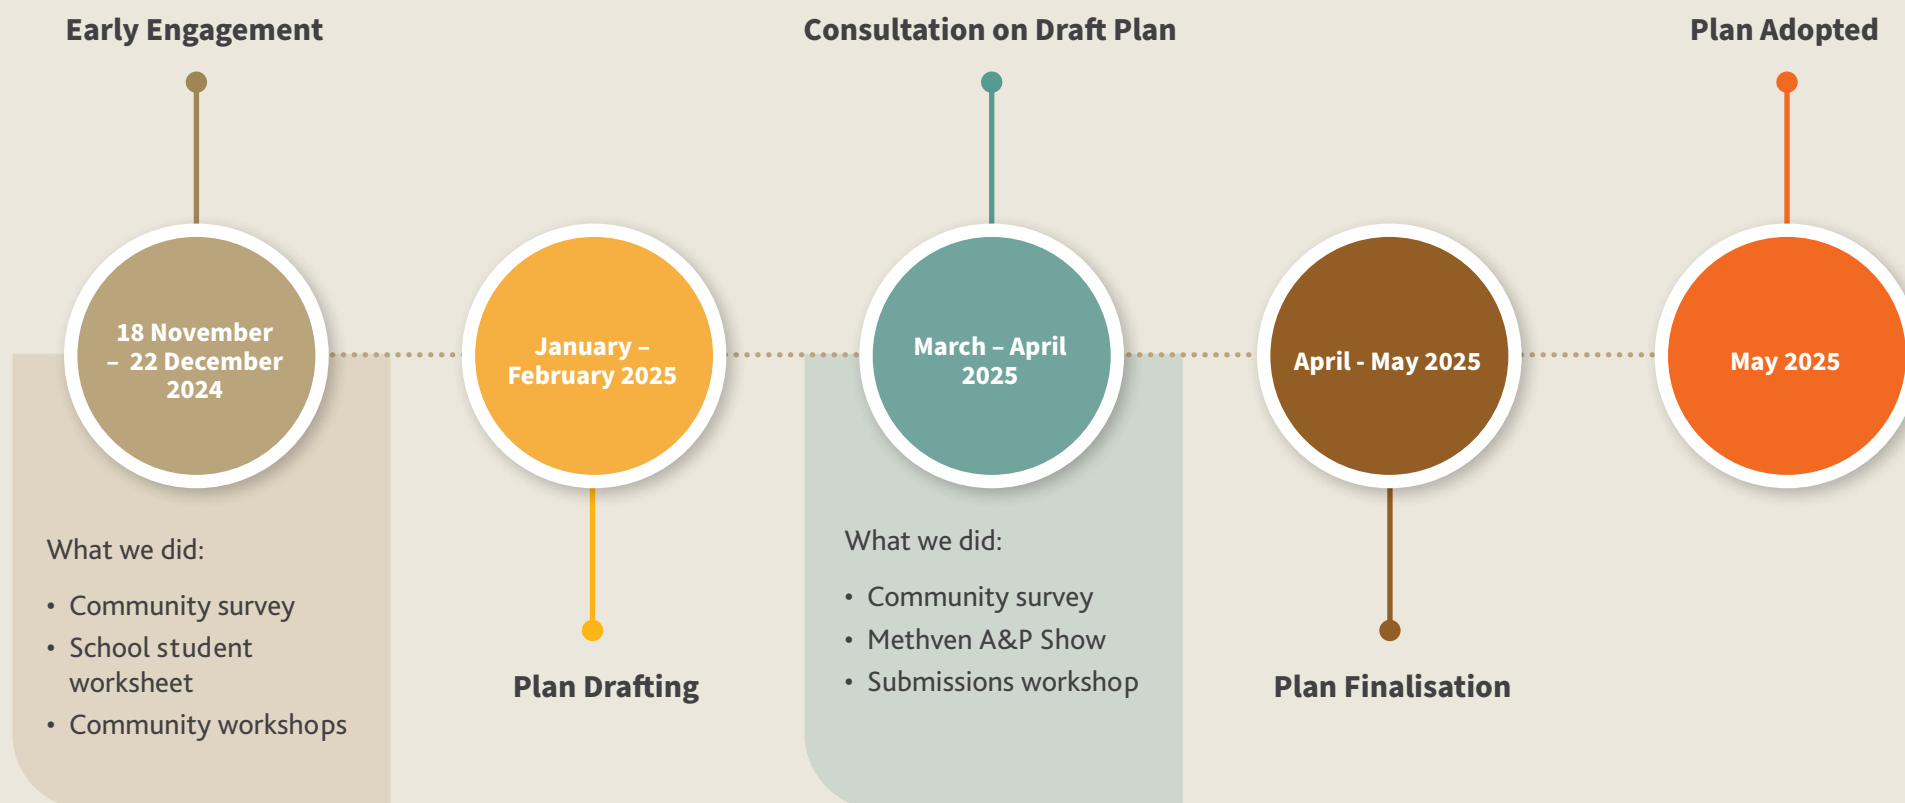 Early Engagement
Consultation on Draft Plan
Plan Adopted
18 November
– 22 December
2024
January –
February 2025
March – April
2025
April - May 2025
May 2025
What we did:
• Community survey
• School student
worksheet
• Community workshops
Plan Drafting
What we did:
• Community survey
• Methven A&P Show
• Submissions workshop
Plan Finalisation